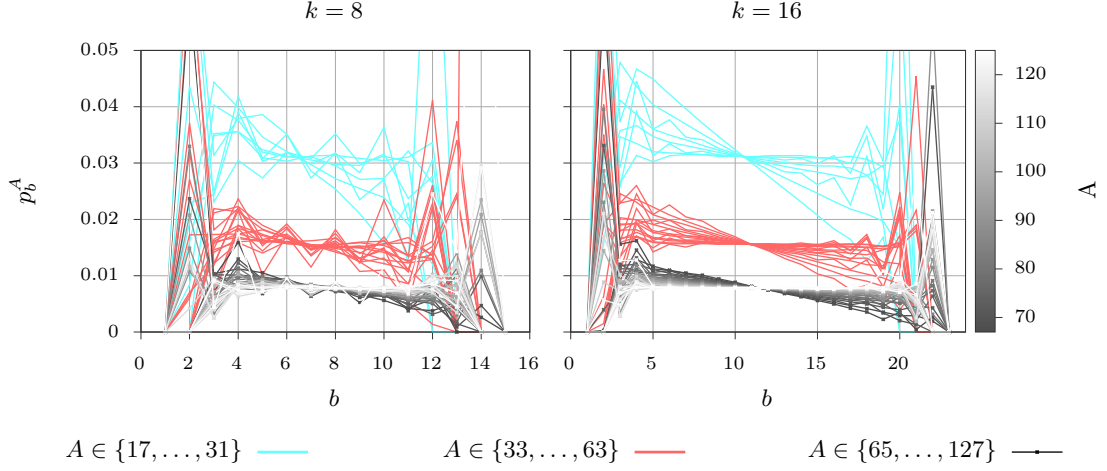 k = 8
k = 16
0.05
0.04
0.03
0.02
0.01
0
p_b^A
0 2 4 6 8 10 12 14 16
b
0 5 10 15 20
b
120
110
100
90
80
70
A
A ∈ {17, . . . , 31}
A ∈ {33, . . . , 63}
A ∈ {65, . . . , 127}